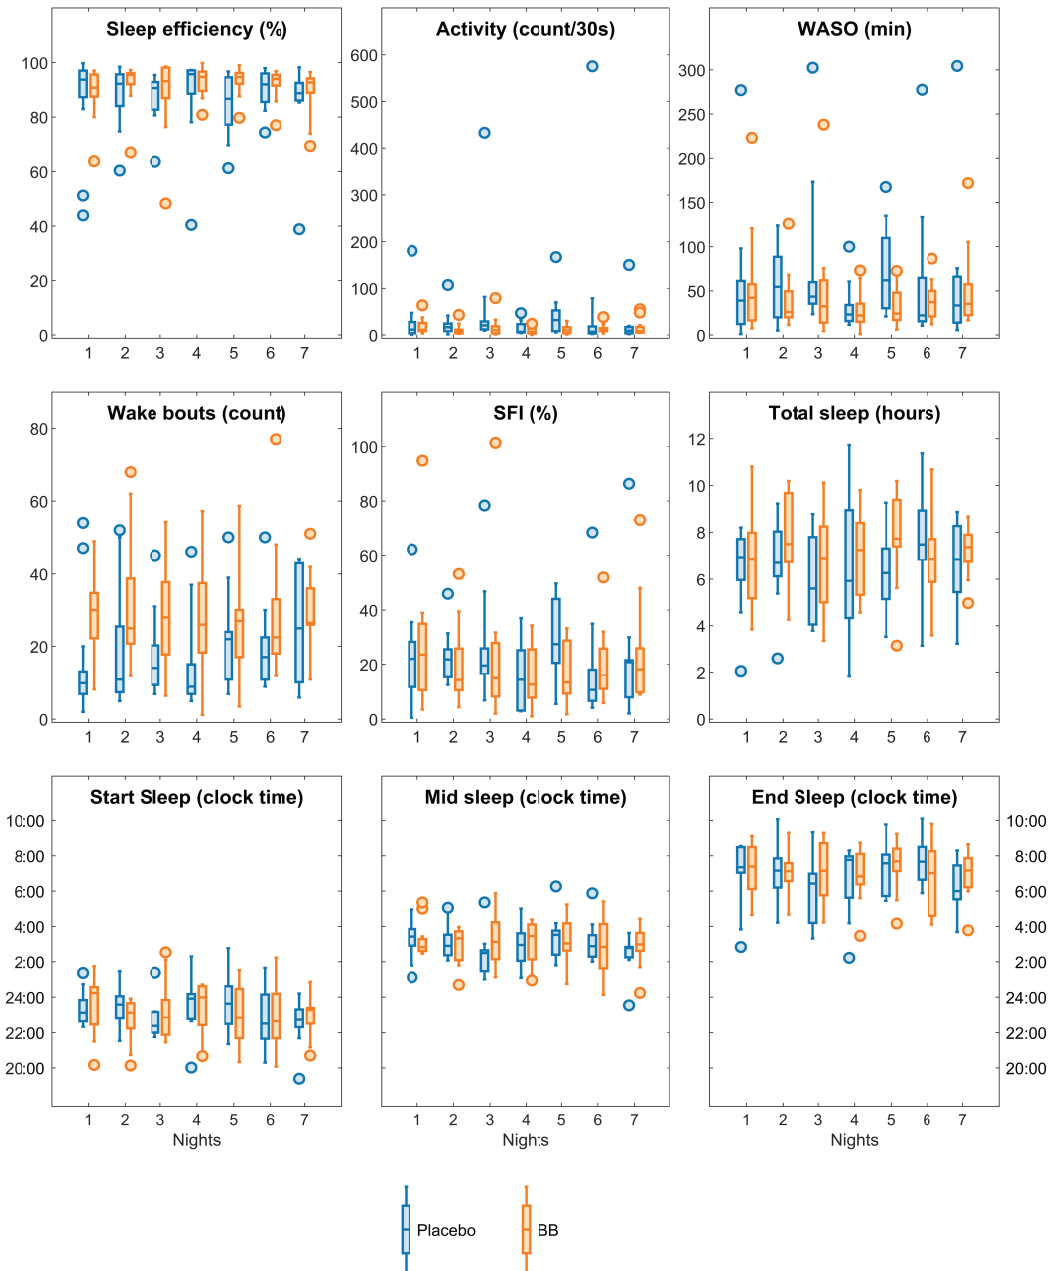 Sleep efficiency (%)
Activity (count/30s)
WASO (min)
100
80
60
40
20
0
600
500
400
300
200
100
0
300
250
200
150
100
50
0
1 2 3 4 5 6 7
1 2 3 4 5 6 7
1 2 3 4 5 6 7
Wake bouts (count)
SFI (%)
Total sleep (hours)
80
60
40
20
0
100
80
60
40
20
0
12
10
8
6
4
2
0
1 2 3 4 5 6 7
1 2 3 4 5 6 7
1 2 3 4 5 6 7
Start Sleep (clock time)
Mid sleep (clock time)
End Sleep (clock time)
10:00
8:00
6:00
4:00
2:00
24:00
22:00
20:00
10:00
8:00
6:00
4:00
2:00
24:00
22:00
20:00
1 2 3 4 5 6 7
1 2 3 4 5 6 7
1 2 3 4 5 6 7
Nights
Nights
Nights
Placebo
BB